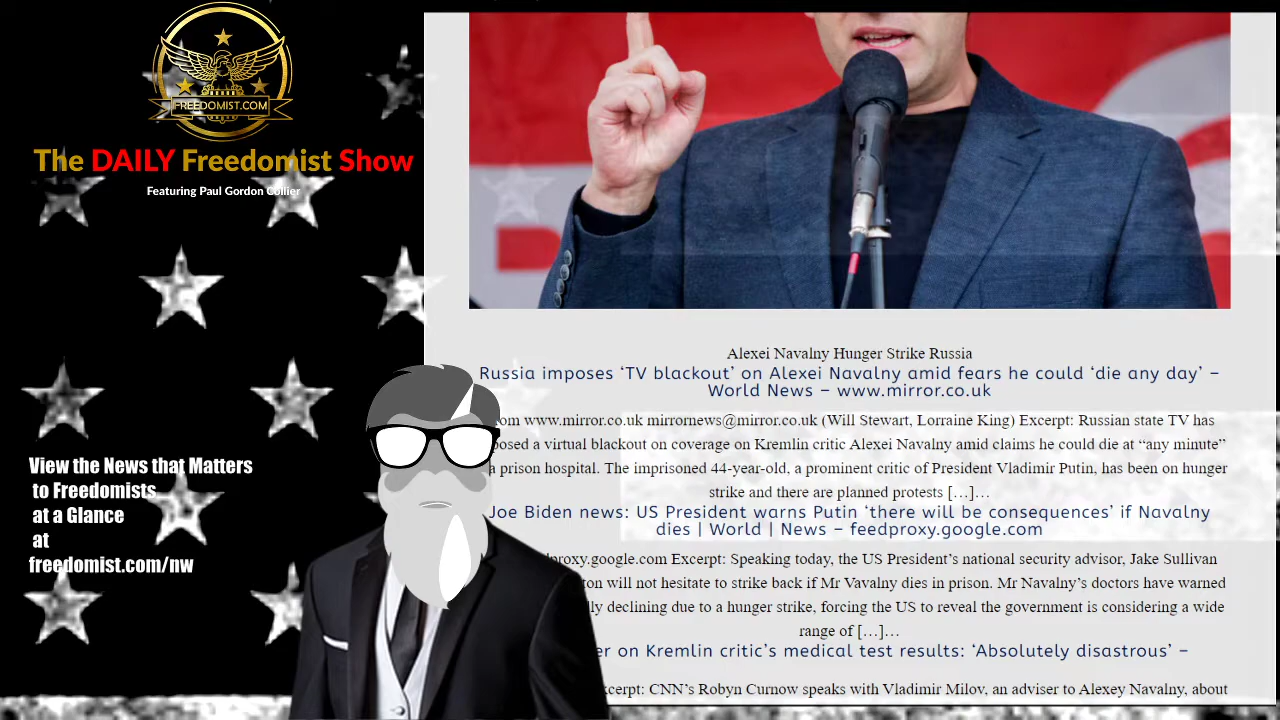 FREEDOMIST.COM
The DAILY Freedomist Show
Featuring Paul Gordon Collier
View the News that Matters
to Freedomists
at a Glance
at
freedomist.com/nw
Alexei Navalny Hunger Strike Russia
Russia imposes ‘TV blackout’ on Alexei Navalny amid fears he could ‘die any day’ –
World News – www.mirror.co.uk
www.mirror.co.uk mirrornews@mirror.co.uk (Will Stewart, Lorraine King) Excerpt: Russian state TV has
a virtual blackout on coverage on Kremlin critic Alexei Navalny amid claims he could die at “any minute”
a prison hospital. The imprisoned 44-year-old, a prominent critic of President Vladimir Putin, has been on hunger
strike and there are planned protests […]…
Joe Biden news: US President warns Putin ‘there will be consequences’ if Navalny
dies | World | News – feedproxy.google.com
Excerpt: Speaking today, the US President’s national security advisor, Jake Sullivan
will not hesitate to strike back if Mr Vavalny dies in prison. Mr Navalny’s doctors have warned
declining due to a hunger strike, forcing the US to reveal the government is considering a wide
range of […]…
on Kremlin critic’s medical test results: ‘Absolutely disastrous’ –
CNN’s Robyn Curnow speaks with Vladimir Milov, an adviser to Alexey Navalny, about